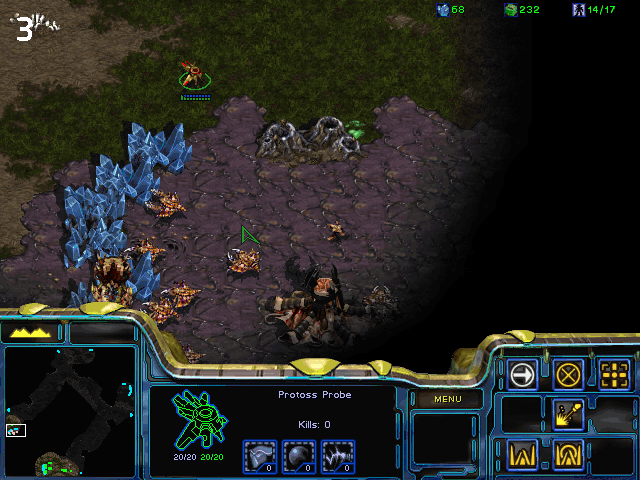 3
68 232 14/17
Protoss Probe
MENU
Kills: 0
20/20 20/20
0 0 0